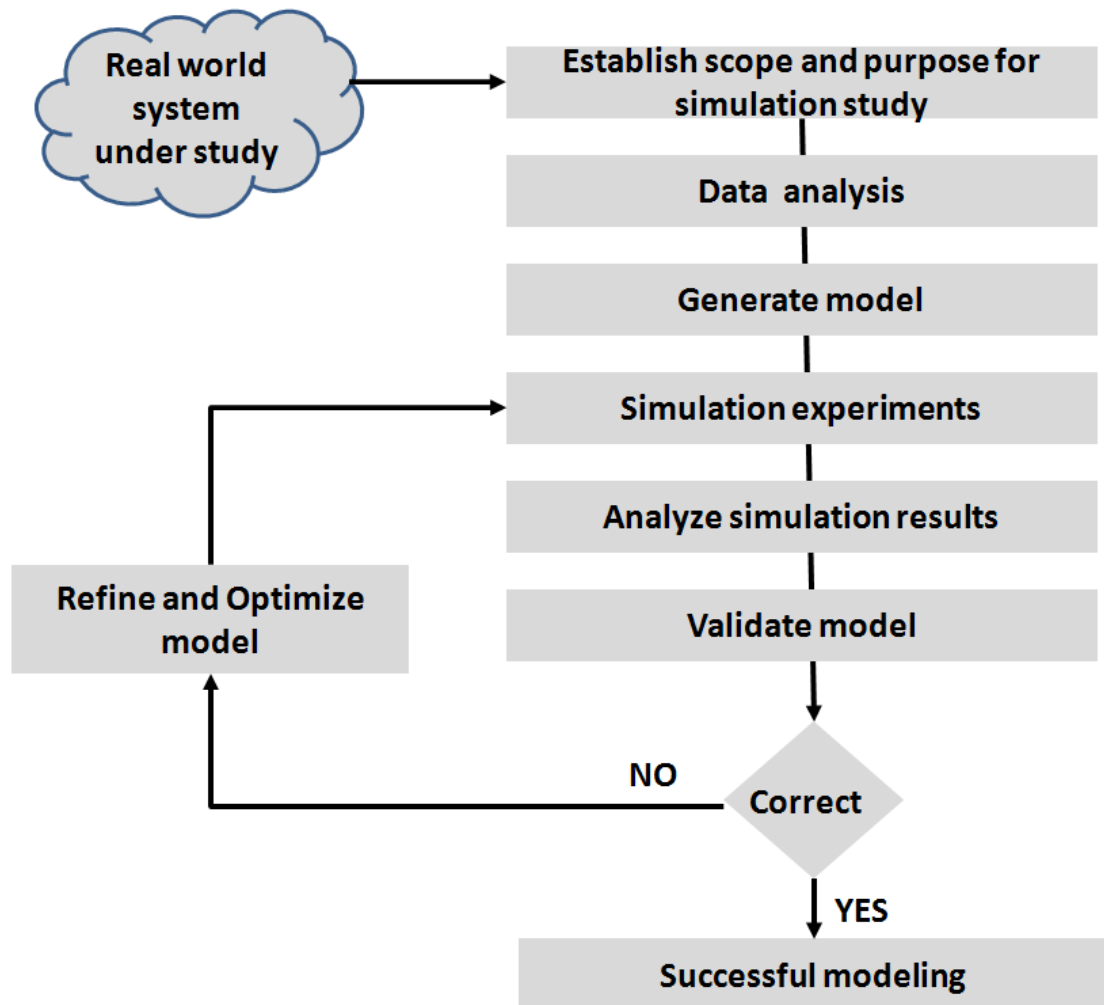 Real world
system
under study
Establish scope and purpose for
simulation study
Data analysis
Generate model
Simulation experiments
Analyze simulation results
Refine and Optimize
model
Validate model
NO
Correct
YES
Successful modeling